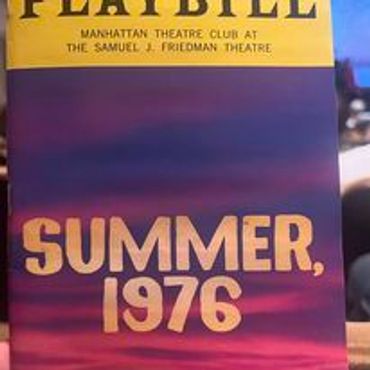 PLAYBILL
MANHATTAN THEATRE CLUB AT
THE SAMUEL J. FRIEDMAN THEATRE
SUMMER,
1976